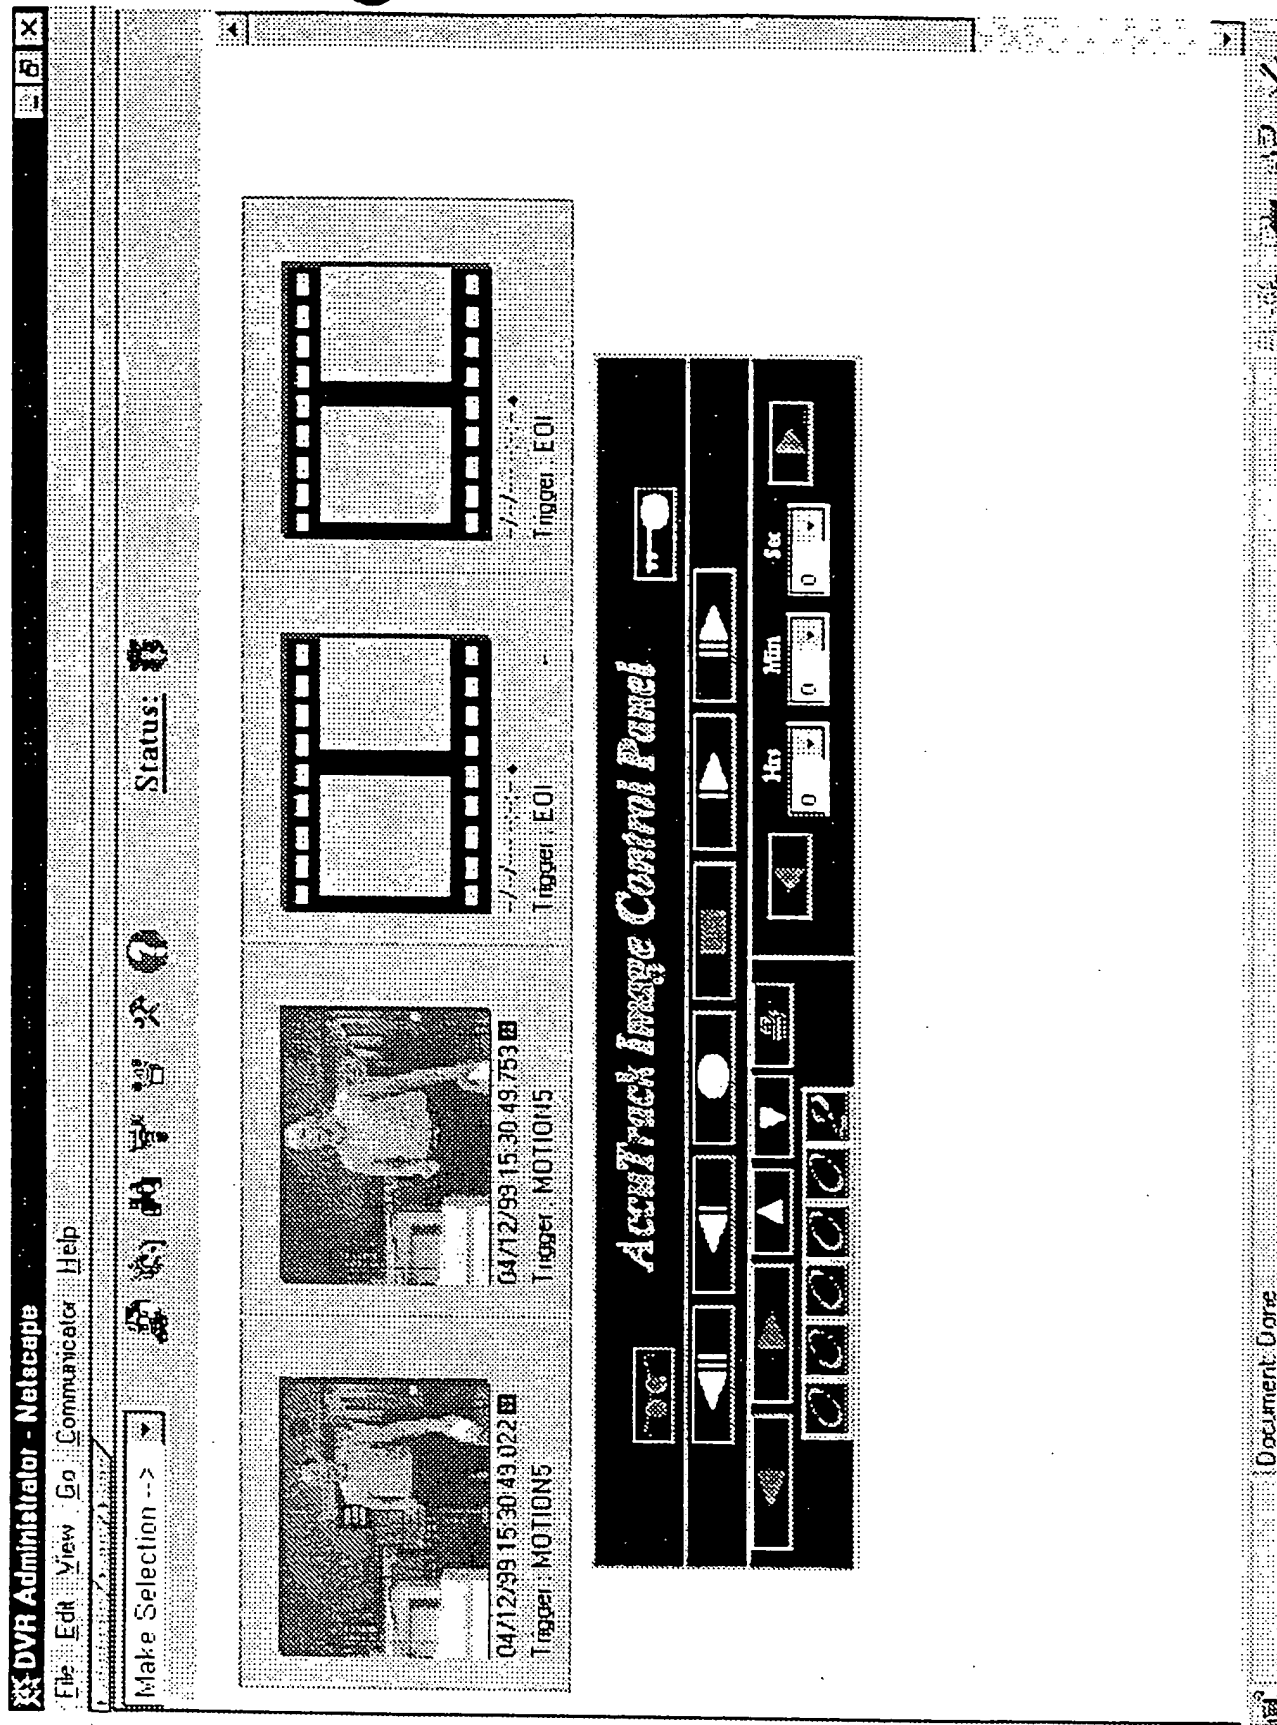 DVR Administrator - Netscape
File Edit View Go Communicator Help
Make Selection -->
Status:
04/12/99 15:30:49.022
Trigger : MOTION5
04/12/99 15:30:49.753
Trigger : MOTION5
--/--/--
Trigger : EOI
--/--/--
Trigger : EOI
AccuTrack Image Control Panel
Hrs Min Sec
0 0 0
Document: Done